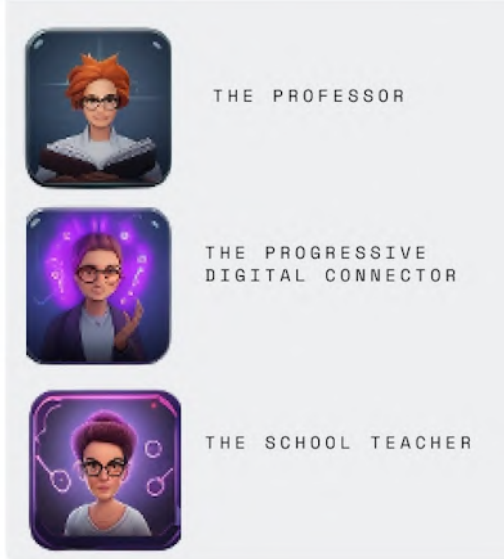 THE PROFESSOR
THE PROGRESSIVE
DIGITAL CONNECTOR
THE SCHOOL TEACHER